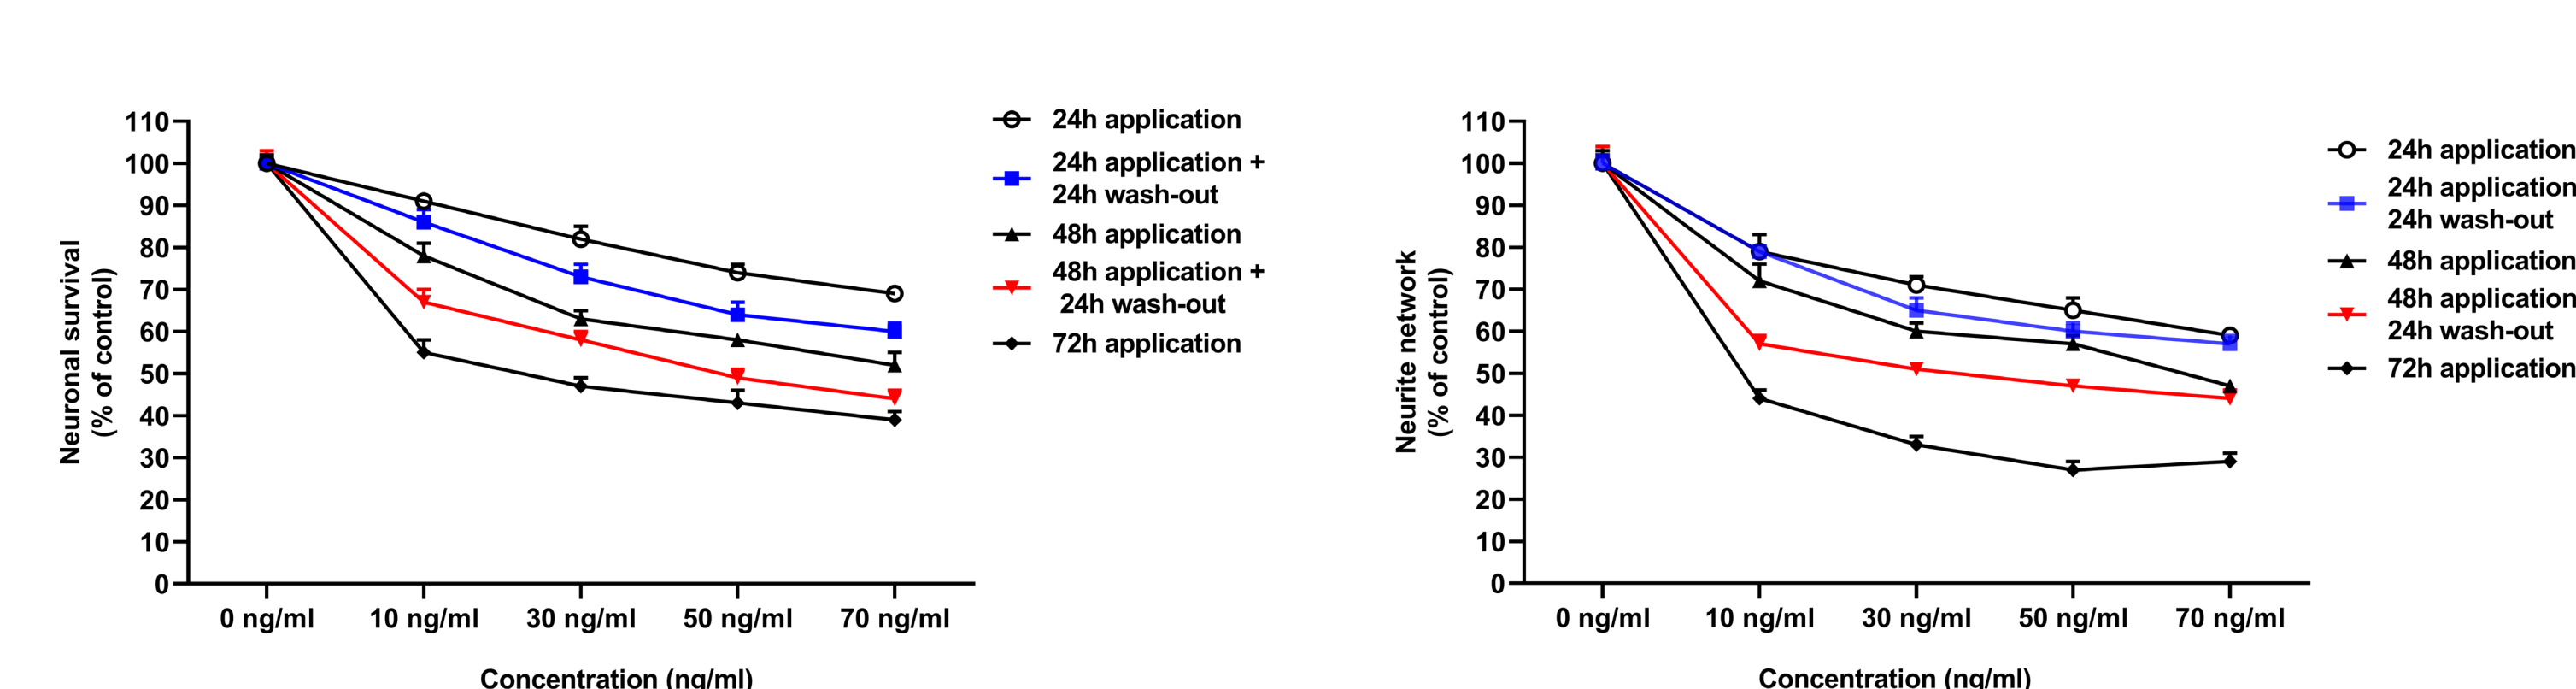 110
100
90
80
70
60
50
40
30
20
10
0
Neuronal survival
(% of control)
0 ng/ml 10 ng/ml 30 ng/ml 50 ng/ml 70 ng/ml
Concentration (ng/ml)
24h application
24h application +
24h wash-out
48h application
48h application +
24h wash-out
72h application
110
100
90
80
70
60
50
40
30
20
10
0
Neurite network
(% of control)
0 ng/ml 10 ng/ml 30 ng/ml 50 ng/ml 70 ng/ml
Concentration (ng/ml)
24h application
24h application
24h wash-out
48h application
48h application
24h wash-out
72h application